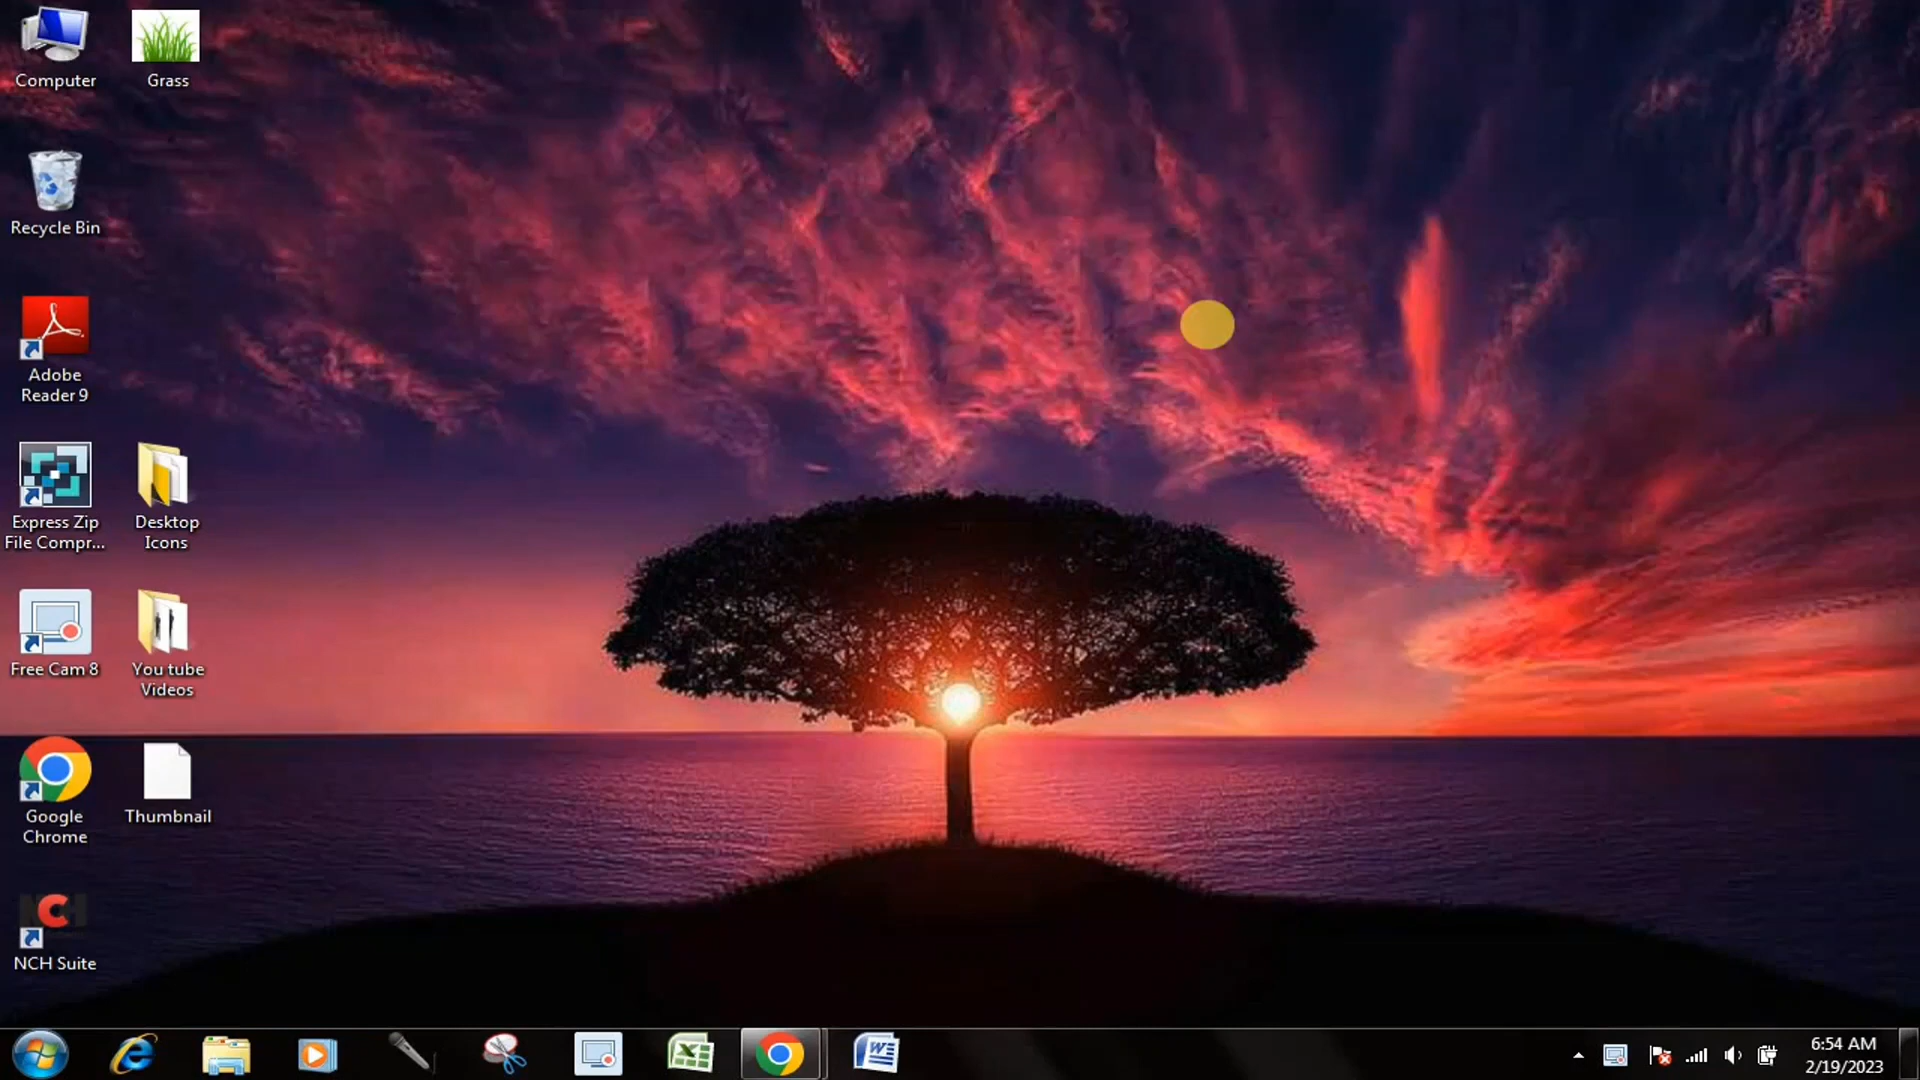 Computer
Grass
Recycle Bin
Adobe
Reader 9
Express Zip
File Compr...
Desktop
Icons
Free Cam 8
You tube
Videos
Google
Chrome
Thumbnail
NCH
NCH Suite
6:54 AM
2/19/2023